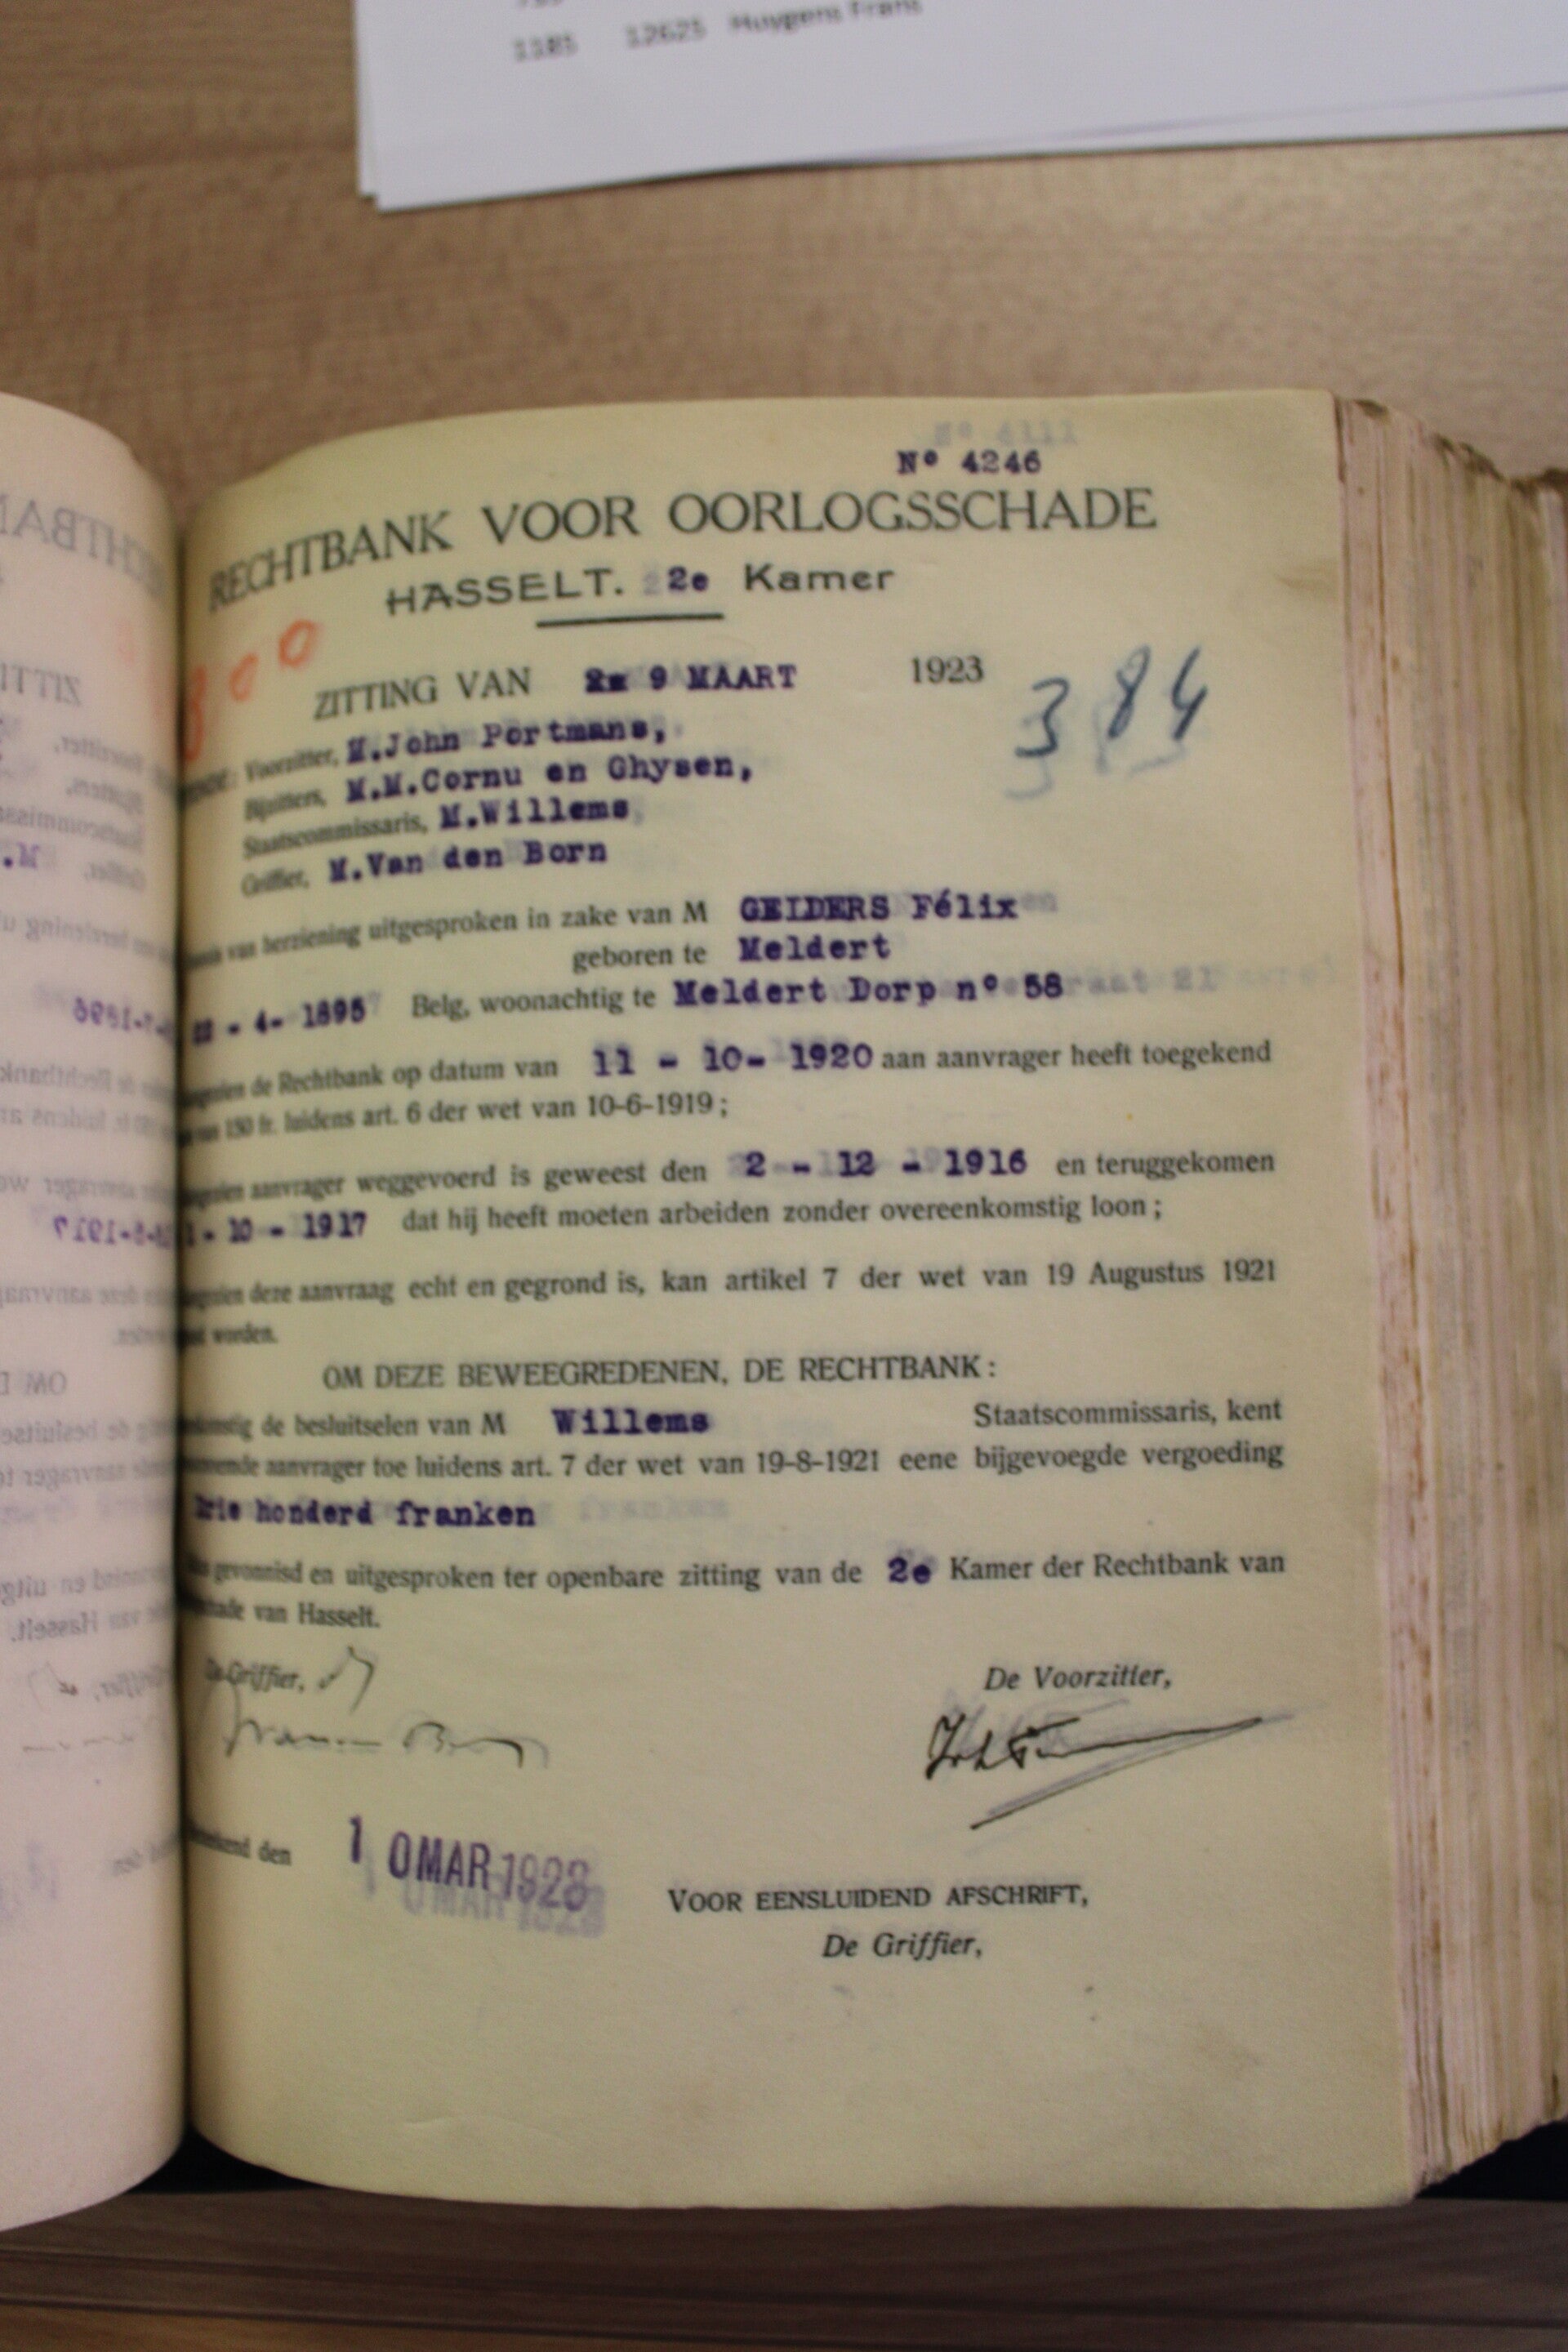 1185 12625 Huygens Frans
Nº 4246
RECHTBANK VOOR OORLOGSSCHADE
HASSELT. 2e Kamer
300
ZITTING VAN 9 MAART 1923
384
Voorzitter, M.John Portmans,
Bijzitters, M.M.Cornu en Ghysen,
Staatscommissaris, M.Willems
Griffier, M.Van den Born
van herziening uitgesproken in zake van M GEIDERS Félix
geboren te Meldert
- 4- 1895 Belg, woonachtig te Meldert Dorp nº 58
de Rechtbank op datum van 11 - 10- 1920 aan aanvrager heeft toegekend
150 fr. luidens art. 6 der wet van 10-6-1919;
aanvrager weggevoerd is geweest den 2 - 12 - 1916 en teruggekomen
- 10 - 1917 dat hij heeft moeten arbeiden zonder overeenkomstig loon;
deze aanvraag echt en gegrond is, kan artikel 7 der wet van 19 Augustus 1921
worden.
OM DEZE BEWEEGREDENEN, DE RECHTBANK:
de besluitselen van M Willems Staatscommissaris, kent
aanvrager toe luidens art. 7 der wet van 19-8-1921 eene bijgevoegde vergoeding
Drie honderd franken
gevonnisd en uitgesproken ter openbare zitting van de 2e Kamer der Rechtbank van
van Hasselt.
De Griffier,
De Voorzitter,
den 10 MAR 1923
VOOR EENSLUIDEND AFSCHRIFT,
De Griffier,